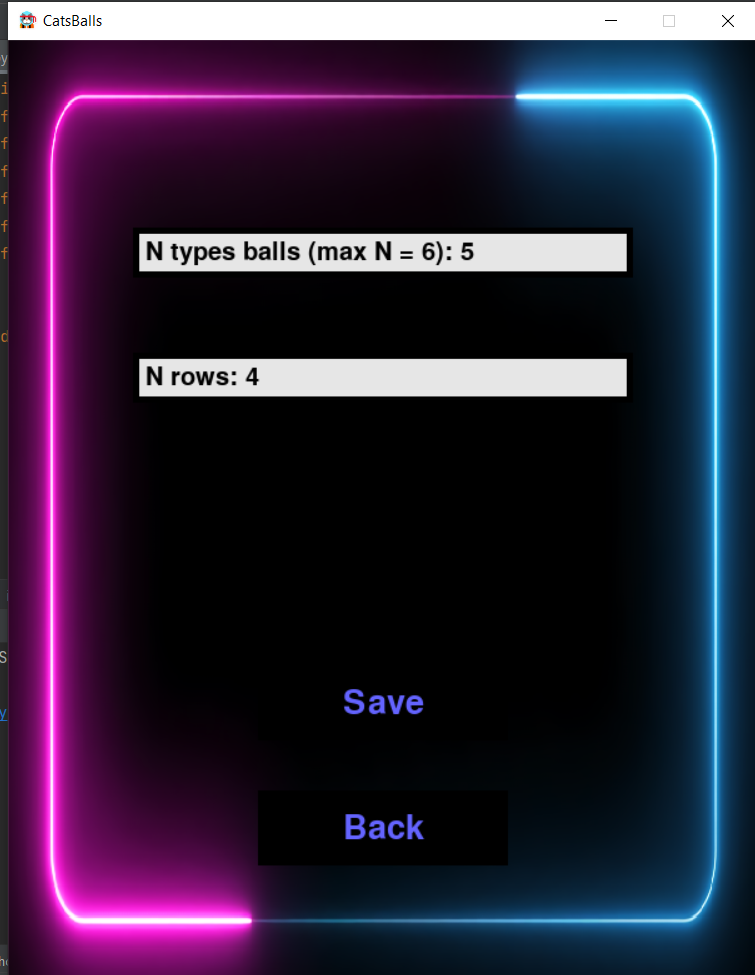 CatsBalls
N types balls (max N = 6): 5
N rows: 4
Save
Back